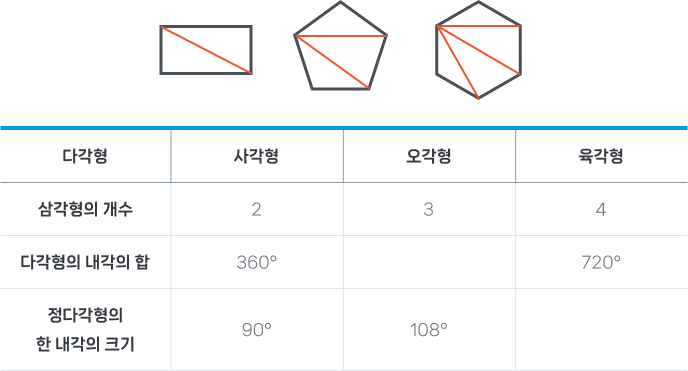 다각형 사각형 오각형 육각형
삼각형의 개수 2 3 4
다각형의 내각의 합 360° 720°
정다각형의
한 내각의 크기 90° 108°